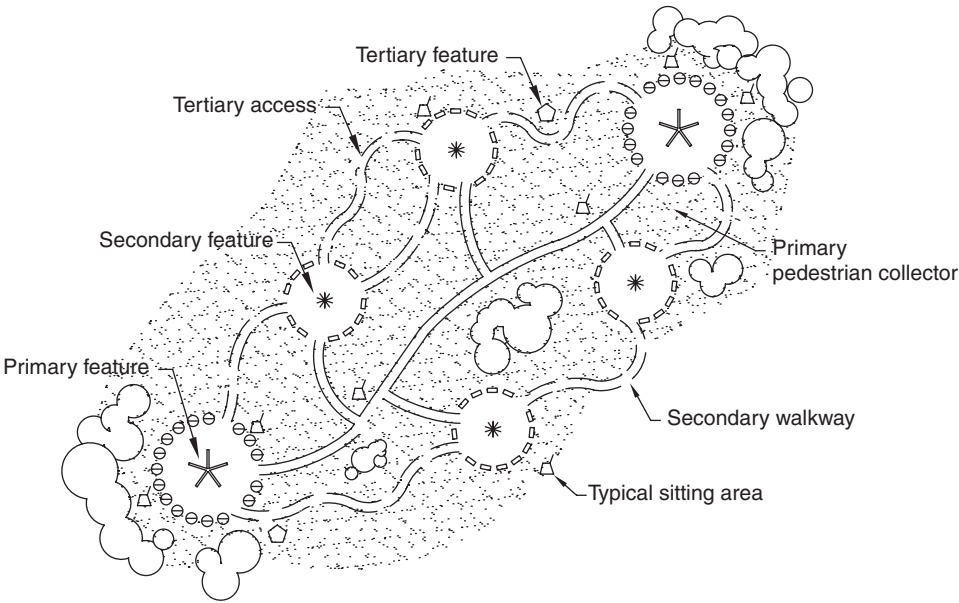 Tertiary feature
Tertiary access
Secondary feature
Primary
pedestrian collector
Primary feature
Secondary walkway
Typical sitting area